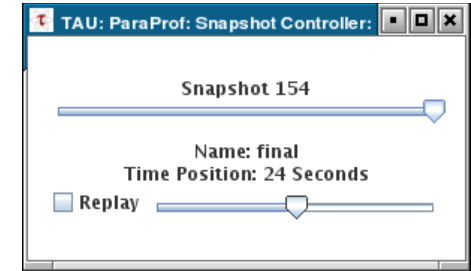 TAU: ParaProf: Snapshot Controller:
Snapshot 154
Name: final
Time Position: 24 Seconds
Replay